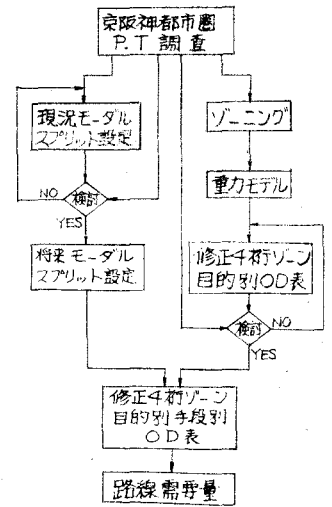 京阪神都市圏
P.T 調査
現況モーダル
スプリット設定
NO
検討
YES
将来モーダル
スプリット設定
ゾーニング
重力モデル
修正4桁ゾーン
目的別OD表
検討
NO
YES
修正4桁ゾーン
目的別手段別
OD表
路線需要量